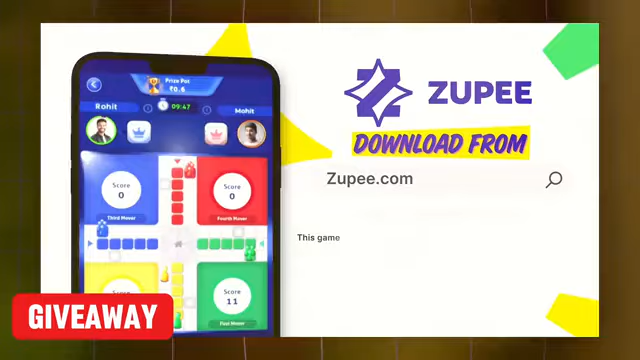 Prize Pot
₹0.6
Rohit
09:47
Mohit
Score
0
Third Mover
Score
0
Fourth Mover
Score
11
First Mover
ZUPEE
DOWNLOAD FROM
Zupee.com
This game
GIVEAWAY